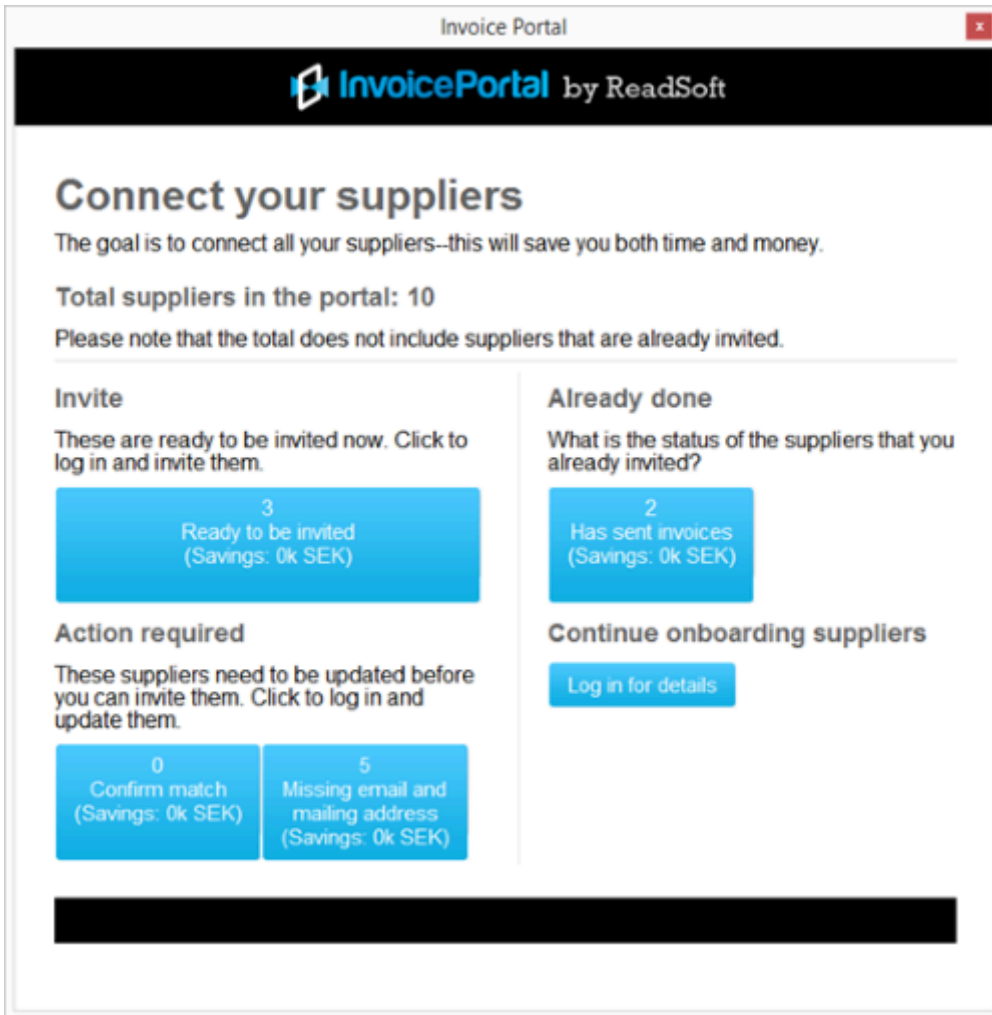 Invoice Portal
x
InvoicePortal by ReadSoft
Connect your suppliers
The goal is to connect all your suppliers--this will save you both time and money.
Total suppliers in the portal: 10
Please note that the total does not include suppliers that are already invited.
Invite
These are ready to be invited now. Click to
log in and invite them.
3
Ready to be invited
(Savings: 0k SEK)
Action required
These suppliers need to be updated before
you can invite them. Click to log in and
update them.
0
Confirm match
(Savings: 0k SEK)
5
Missing email and
mailing address
(Savings: 0k SEK)
Already done
What is the status of the suppliers that you
already invited?
2
Has sent invoices
(Savings: 0k SEK)
Continue onboarding suppliers
Log in for details